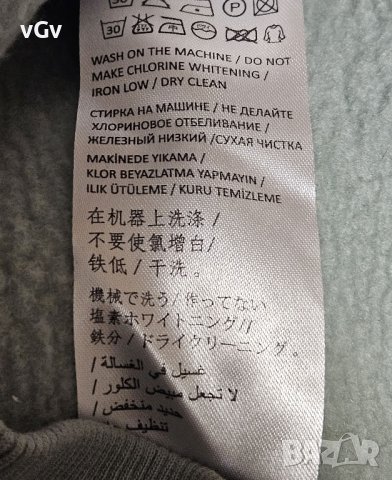 vGv
30 P
30
WASH ON THE MACHINE / DO NOT
MAKE CHLORINE WHITENING /
IRON LOW / DRY CLEAN
СТИРКА НА МАШИНЕ / НЕ ДЕЛАЙТЕ
ХЛОРИНОВОЕ ОТБЕЛИВАНИЕ /
ЖЕЛЕЗНЫЙ НИЗКИЙ /СУХАЯ ЧИСТКА
MAKİNEDE YIKAMA /
KLOR BEYAZLATMA YAPMAYIN /
ILIK ÜTÜLEME / KURU TEMİZLEME
在机器上洗涤 /
不要使氯增白 /
铁低 / 干洗。
機械で洗う / 作ってない
塩素ホワイトニング /
鉄分 / ドライクリーニング。
غسيل في الغسالة /
لا تجعل مبيض الكلور /
حديد منخفض /
تنظيف
BAZAR